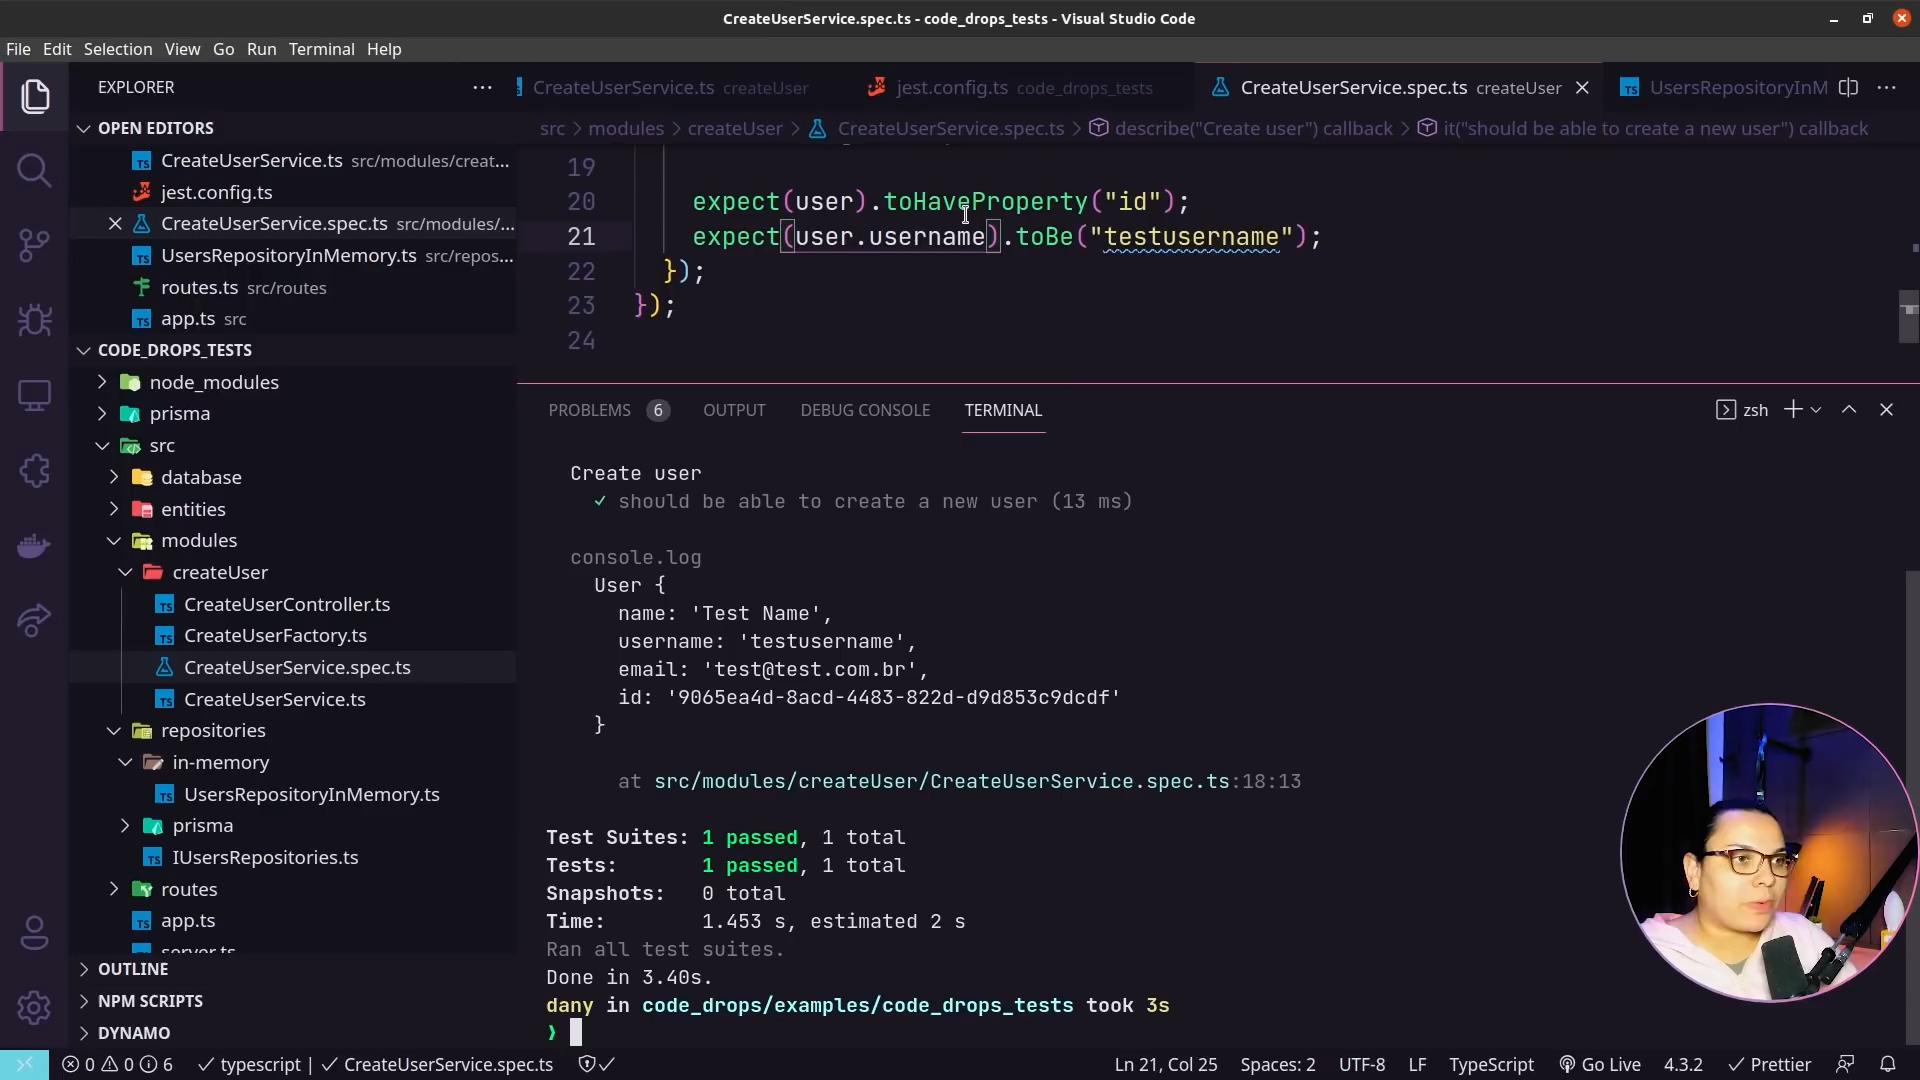 CreateUserService.spec.ts - code_drops_tests - Visual Studio Code
File Edit Selection View Go Run Terminal Help
EXPLORER
OPEN EDITORS
CreateUserService.ts src/modules/creat...
jest.config.ts
CreateUserService.spec.ts src/modules/...
UsersRepositoryInMemory.ts src/repos...
routes.ts src/routes
app.ts src
CODE_DROPS_TESTS
node_modules
prisma
src
database
entities
modules
createUser
CreateUserController.ts
CreateUserFactory.ts
CreateUserService.spec.ts
CreateUserService.ts
repositories
in-memory
UsersRepositoryInMemory.ts
prisma
IUsersRepositories.ts
routes
app.ts
server.ts
OUTLINE
NPM SCRIPTS
DYNAMO
CreateUserService.ts createUser jest.config.ts code_drops_tests CreateUserService.spec.ts createUser UsersRepositoryInM
src > modules > createUser > CreateUserService.spec.ts > describe("Create user") callback > it("should be able to create a new user") callback
19
20 expect(user).toHaveProperty("id");
21 expect(user.username).toBe("testusername");
22 });
23 });
24
PROBLEMS 6 OUTPUT DEBUG CONSOLE TERMINAL zsh
Create user
✓ should be able to create a new user (13 ms)
console.log
User {
name: 'Test Name',
username: 'testusername',
email: 'test@test.com.br',
id: '9065ea4d-8acd-4483-822d-d9d853c9dcdf'
}
at src/modules/createUser/CreateUserService.spec.ts:18:13
Test Suites: 1 passed, 1 total
Tests: 1 passed, 1 total
Snapshots: 0 total
Time: 1.453 s, estimated 2 s
Ran all test suites.
Done in 3.40s.
dany in code_drops/examples/code_drops_tests took 3s
❯
0 0 6 ✓ typescript | ✓ CreateUserService.spec.ts Ln 21, Col 25 Spaces: 2 UTF-8 LF TypeScript Go Live 4.3.2 ✓ Prettier